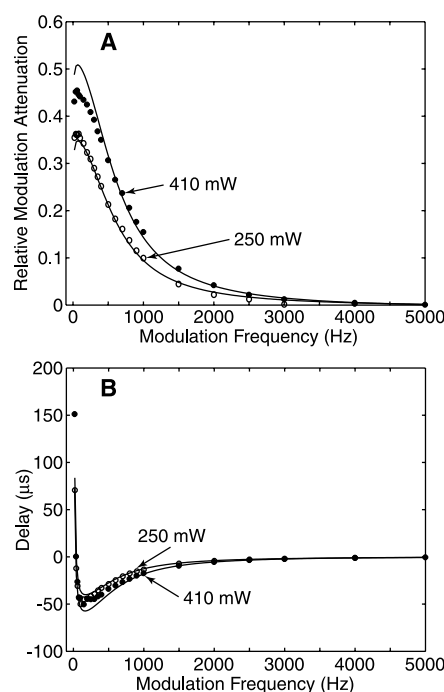 0.6
A
0.5
0.4
0.3
0.2
0.1
0
Relative Modulation Attenuation
410 mW
250 mW
0 1000 2000 3000 4000 5000
Modulation Frequency (Hz)
200
B
150
100
50
0
-50
-100
Delay (µs)
250 mW
410 mW
0 1000 2000 3000 4000 5000
Modulation Frequency (Hz)